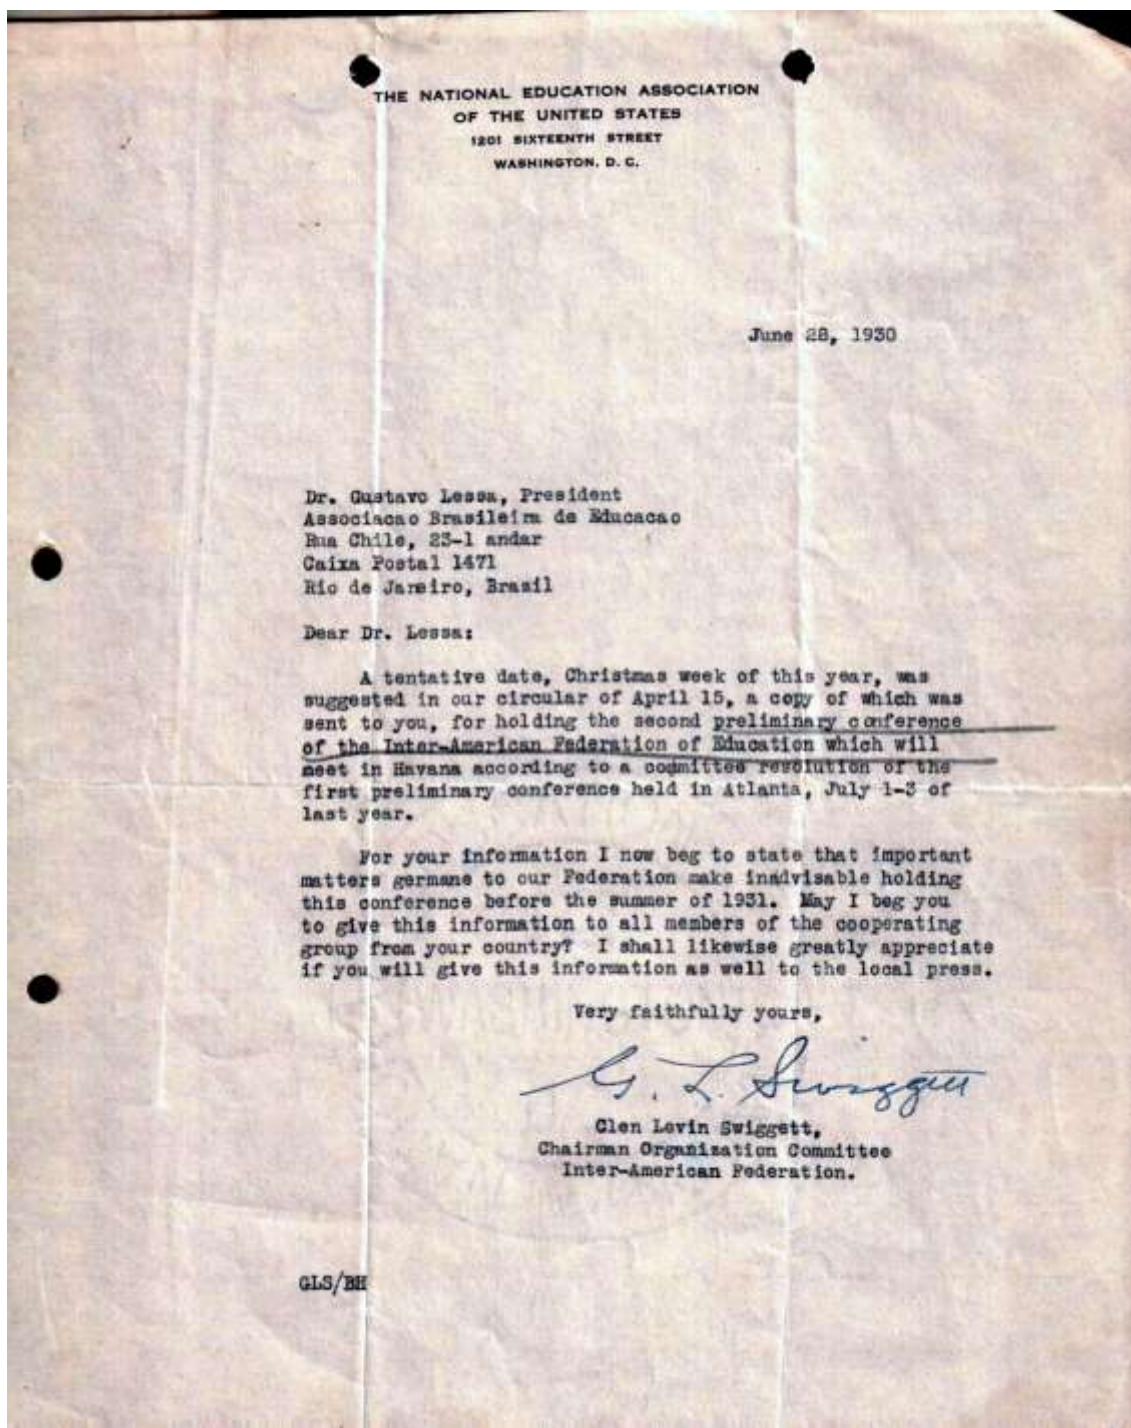 THE NATIONAL EDUCATION ASSOCIATION
OF THE UNITED STATES
1201 SIXTEENTH STREET
WASHINGTON, D. C.
June 28, 1930
Dr. Gustavo Lessa, President
Associacao Brasileira de Educacao
Rua Chile, 23-1 andar
Caixa Postal 1471
Rio de Janeiro, Brasil
Dear Dr. Lessa:
A tentative date, Christmas week of this year, was
suggested in our circular of April 15, a copy of which was
sent to you, for holding the second preliminary conference
of the Inter-American Federation of Education which will
meet in Havana according to a committee resolution of the
first preliminary conference held in Atlanta, July 1-3 of
last year.
For your information I now beg to state that important
matters germane to our Federation make inadvisable holding
this conference before the summer of 1931. May I beg you
to give this information to all members of the cooperating
group from your country? I shall likewise greatly appreciate
if you will give this information as well to the local press.
Very faithfully yours,
G. L. Swiggett
Glen Levin Swiggett,
Chairman Organization Committee
Inter-American Federation.
GLS/BH